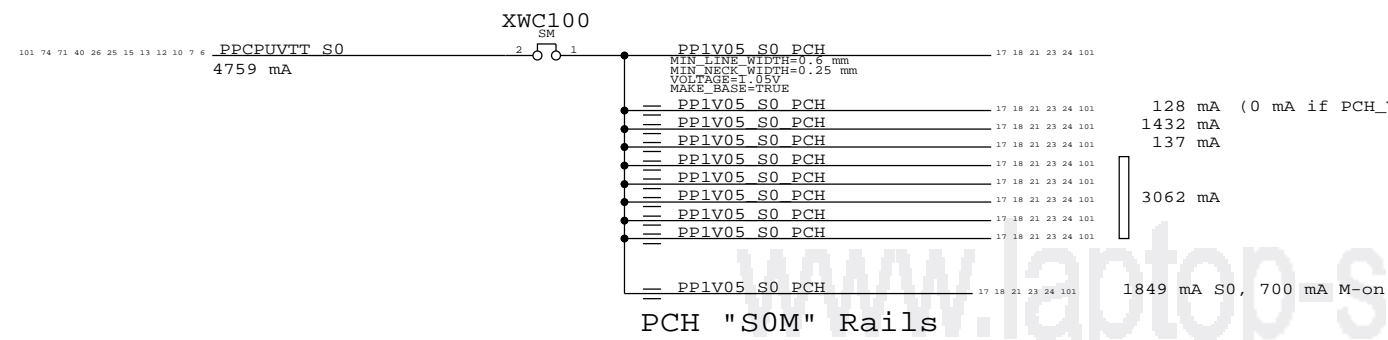 XWC100
SM
101 74 71 40 26 25 15 13 12 10 7 6 PPCPUVTT_S0 2 1 PP1V05_S0_PCH 17 18 21 23 24 101
4759 mA
MIN_LINE_WIDTH=0.6 mm
MIN_NECK_WIDTH=0.25 mm
VOLTAGE=1.05V
MAKE_BASE=TRUE
PP1V05_S0_PCH 17 18 21 23 24 101 128 mA (0 mA if PCH_
PP1V05_S0_PCH 17 18 21 23 24 101 1432 mA
PP1V05_S0_PCH 17 18 21 23 24 101 137 mA
PP1V05_S0_PCH 17 18 21 23 24 101
PP1V05_S0_PCH 17 18 21 23 24 101
PP1V05_S0_PCH 17 18 21 23 24 101 3062 mA
PP1V05_S0_PCH 17 18 21 23 24 101
PP1V05_S0_PCH 17 18 21 23 24 101
PP1V05_S0_PCH 17 18 21 23 24 101 1849 mA S0, 700 mA M-on
PCH "S0M" Rails
www.laptop-s